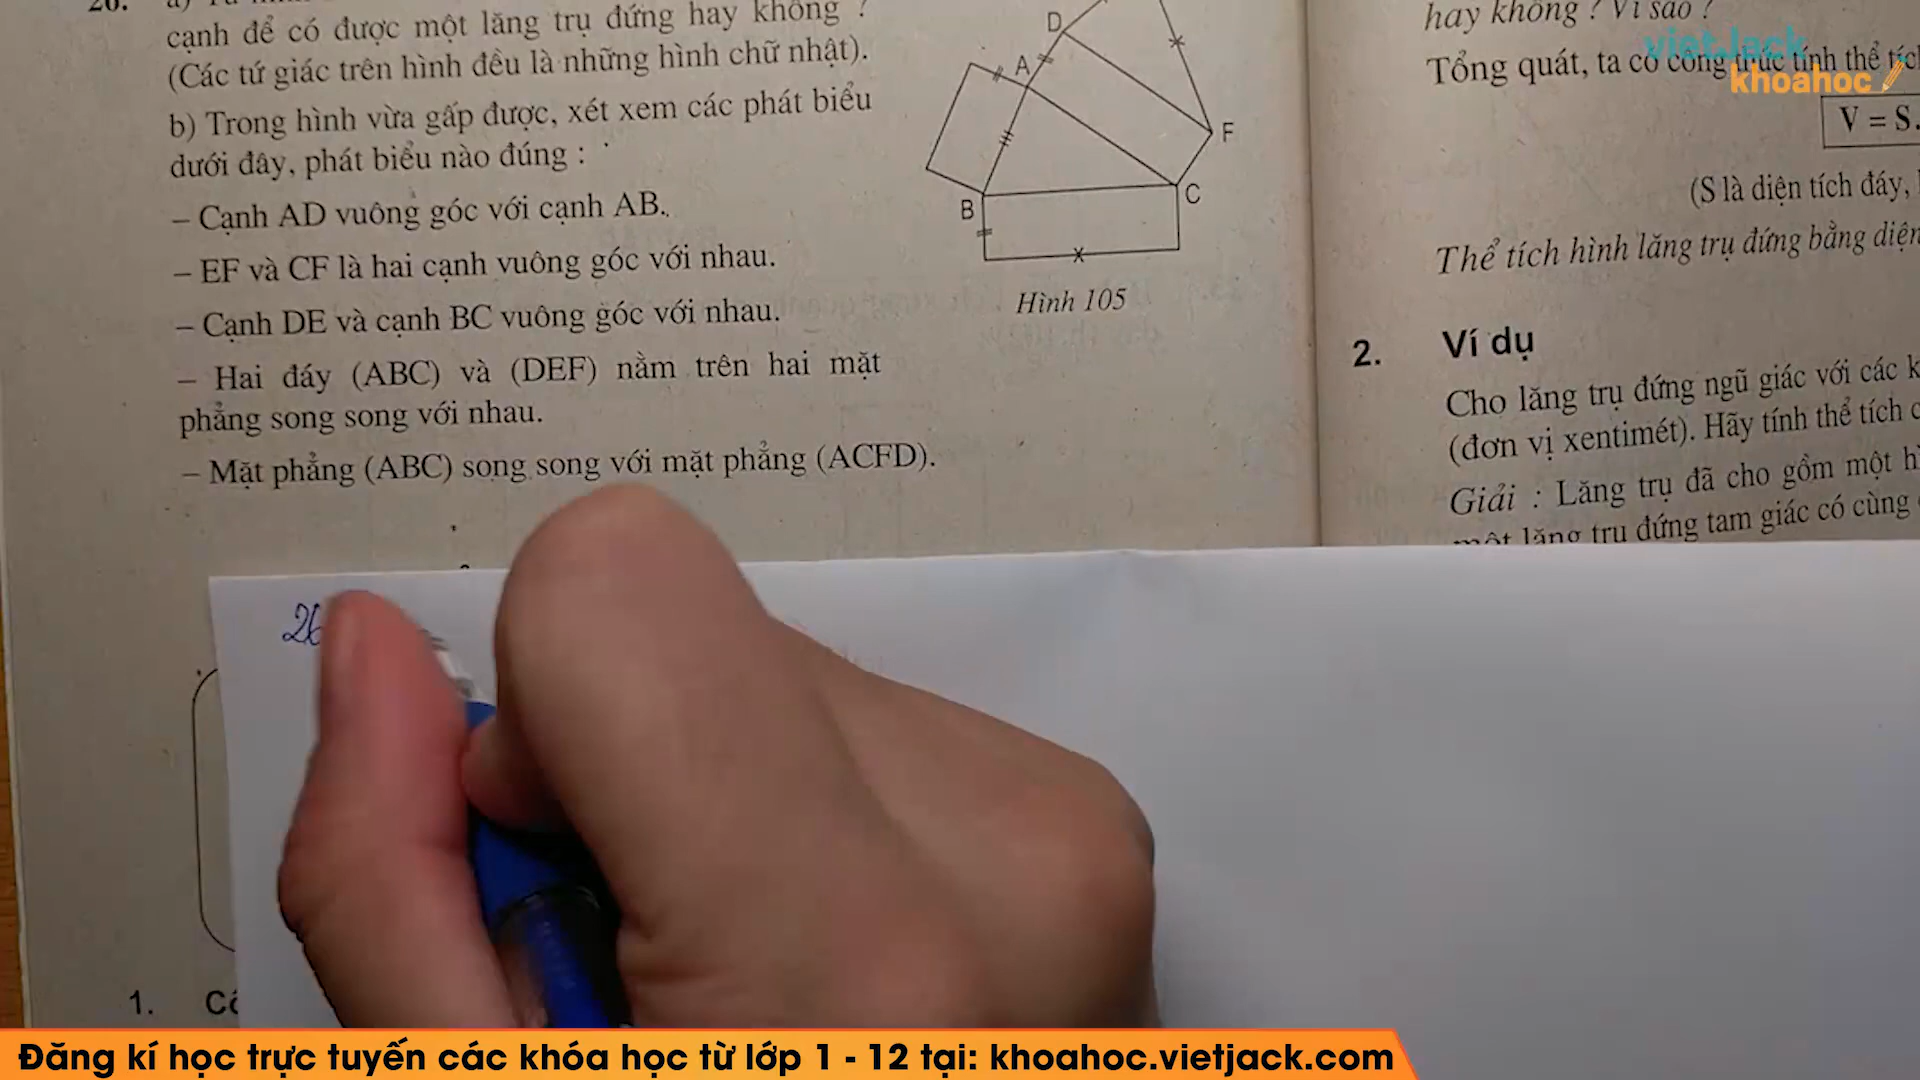 cạnh để có được một lăng trụ đứng hay không ?
(Các tứ giác trên hình đều là những hình chữ nhật).
b) Trong hình vừa gấp được, xét xem các phát biểu
dưới đây, phát biểu nào đúng :
– Cạnh AD vuông góc với cạnh AB.
– EF và CF là hai cạnh vuông góc với nhau.
– Cạnh DE và cạnh BC vuông góc với nhau.
– Hai đáy (ABC) và (DEF) nằm trên hai mặt
phẳng song song với nhau.
– Mặt phẳng (ABC) song song với mặt phẳng (ACFD).
D
A
F
B
C
Hình 105
hay không ? Vì sao ?
Tổng quát, ta có công thức tính thể tích
V = S.
(S là diện tích đáy,
Thể tích hình lăng trụ đứng bằng diện
2. Ví dụ
Cho lăng trụ đứng ngũ giác với các
(đơn vị xentimét). Hãy tính thể tích
Giải : Lăng trụ đã cho gồm một
một lăng trụ đứng tam giác có cùng
vietJack
khoahoc
26
1.
Đăng kí học trực tuyến các khóa học từ lớp 1 - 12 tại: khoahoc.vietjack.com